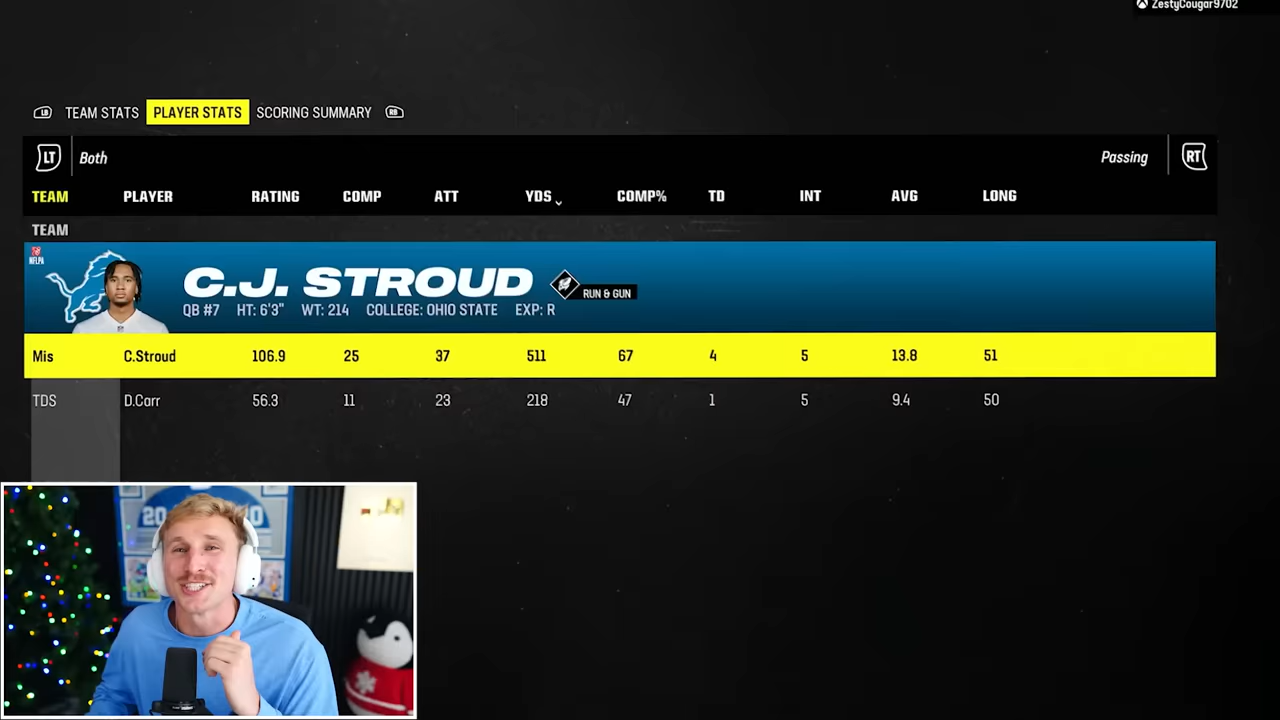 ZestyCougar9702
LB TEAM STATS PLAYER STATS SCORING SUMMARY RB
LT Both Passing RT
TEAM PLAYER RATING COMP ATT YDS COMP% TD INT AVG LONG
TEAM
NFLPA
C.J. STROUD RUN & GUN
QB #7 HT: 6'3" WT: 214 COLLEGE: OHIO STATE EXP: R
Mis C.Stroud 106.9 25 37 511 67 4 5 13.8 51
TDS D.Carr 56.3 11 23 218 47 1 5 9.4 50